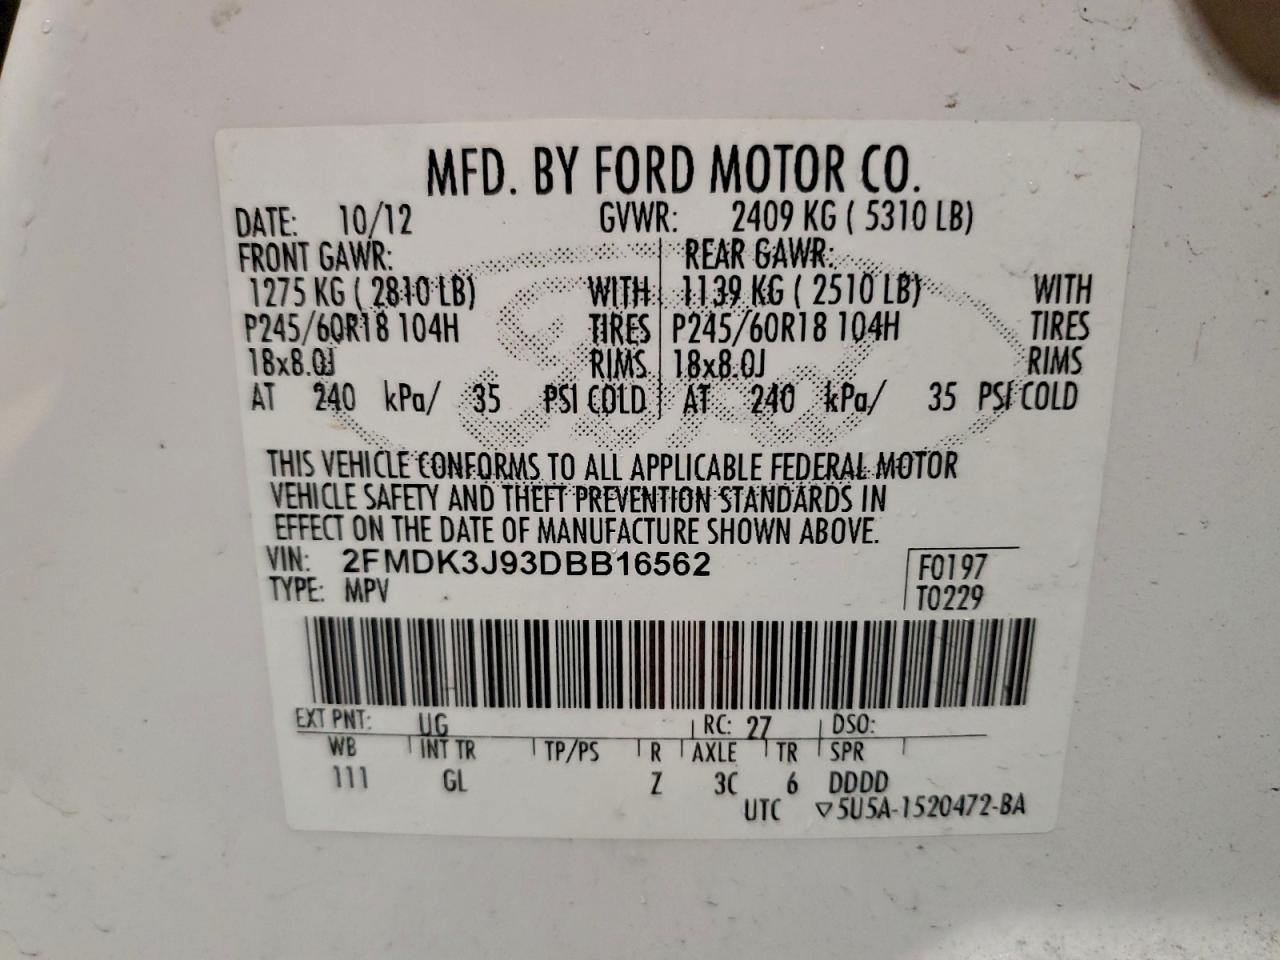 MFD. BY FORD MOTOR CO.
DATE: 10/12 GVWR: 2409 KG ( 5310 LB)
FRONT GAWR: REAR GAWR:
1275 KG ( 2810 LB) WITH 1139 KG ( 2510 LB) WITH
P245/60R18 104H TIRES P245/60R18 104H TIRES
18x8.0J RIMS 18x8.0J RIMS
AT 240 kPa/ 35 PSI COLD AT 240 kPa/ 35 PSI COLD
Ford
THIS VEHICLE CONFORMS TO ALL APPLICABLE FEDERAL MOTOR
VEHICLE SAFETY AND THEFT PREVENTION STANDARDS IN
EFFECT ON THE DATE OF MANUFACTURE SHOWN ABOVE.
VIN: 2FMDK3J93DBB16562 F0197
TYPE: MPV T0229
EXT PNT: UG RC: 27 DSO:
WB INT TR TP/PS R AXLE TR SPR
111 GL Z 3C 6 DDDD
UTC ▽5U5A-1520472-BA